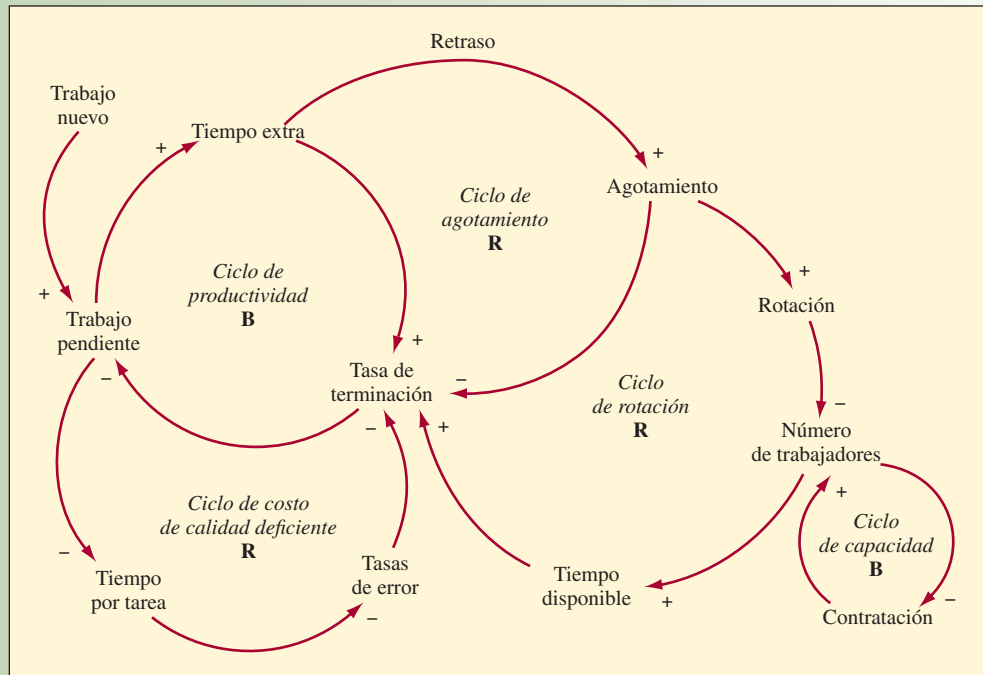 Retraso
Trabajo
nuevo
Tiempo extra
+
+
Agotamiento
Ciclo de
agotamiento
R
+
Ciclo de
productividad
B
+
Rotación
Trabajo
pendiente
–
+
Tasa de
terminación
–
–
+
Ciclo
de rotación
R
–
Número
de trabajadores
+
Ciclo
de capacidad
B
–
Contratación
Ciclo de costo
de calidad deficiente
R
–
Tiempo
por tarea
Tasas
de error
–
Tiempo
disponible
+